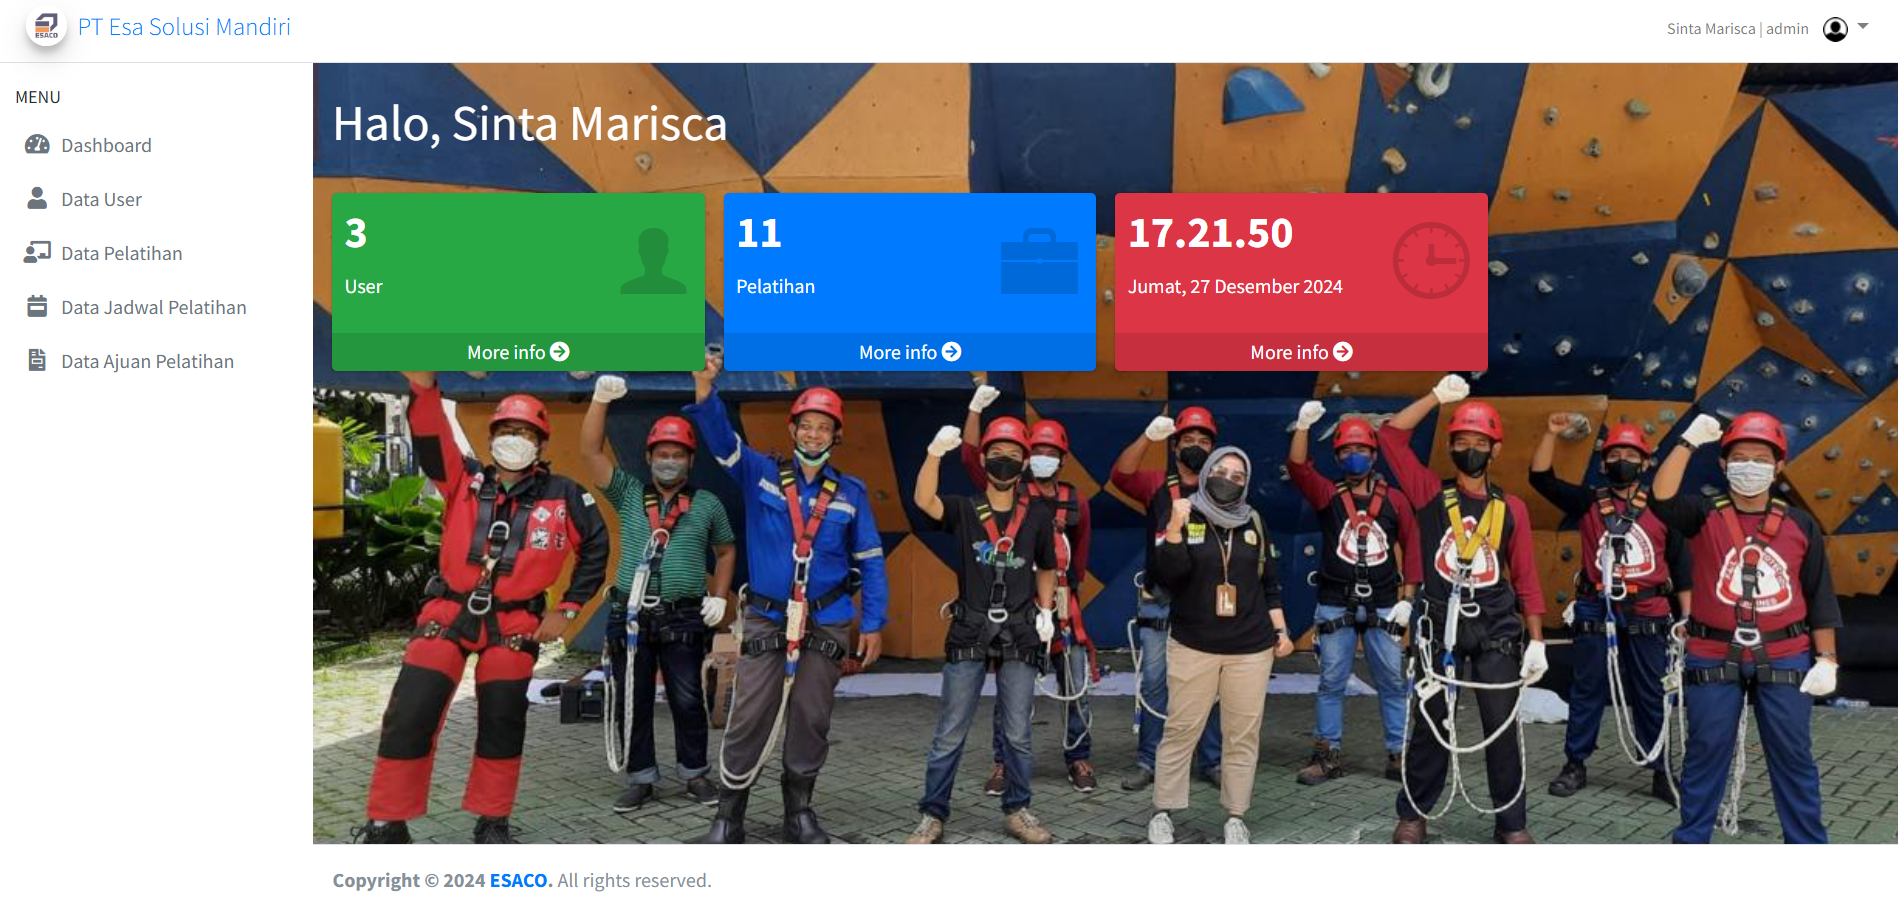 ESACO
PT Esa Solusi Mandiri
Sinta Marisca | admin
MENU
Dashboard
Data User
Data Pelatihan
Data Jadwal Pelatihan
Data Ajuan Pelatihan
Halo, Sinta Marisca
3
User
More info
11
Pelatihan
More info
17.21.50
Jumat, 27 Desember 2024
More info
Copyright © 2024 ESACO. All rights reserved.